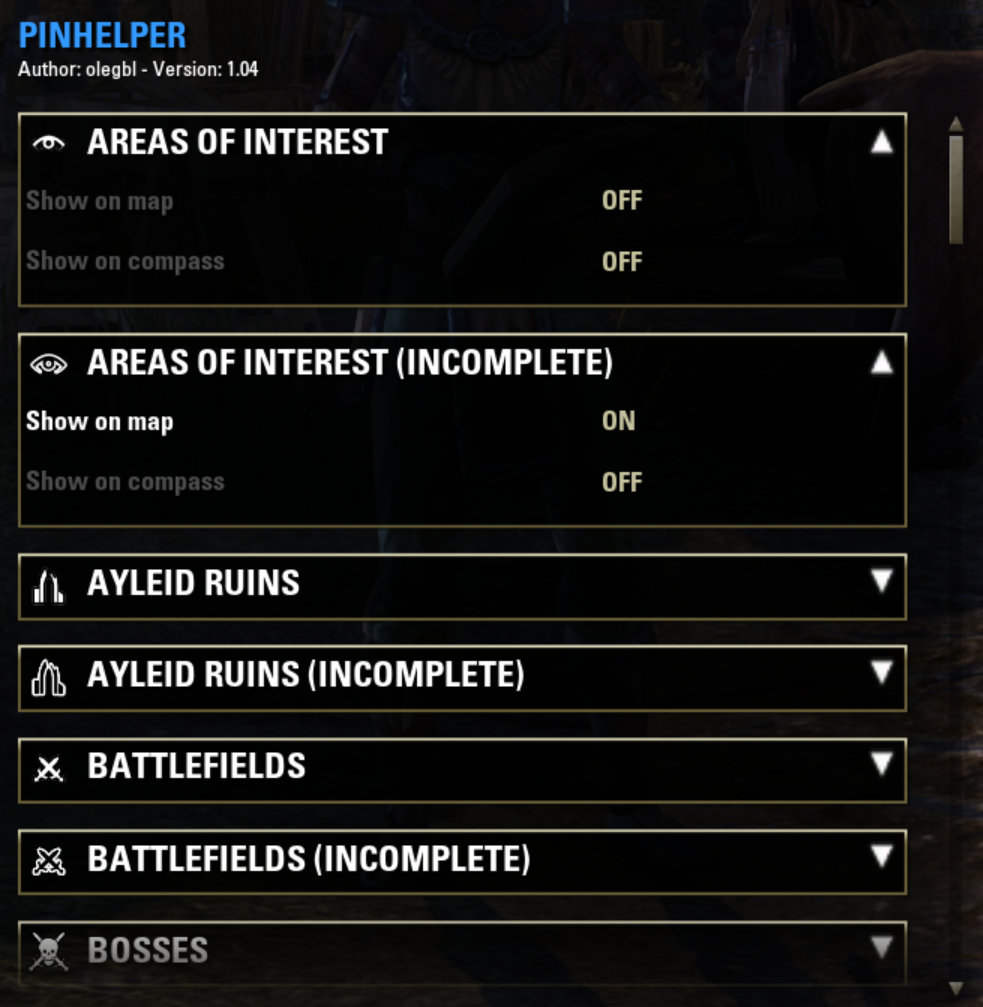 PINHELPER
Author: olegbl - Version: 1.04
AREAS OF INTEREST
Show on map OFF
Show on compass OFF
AREAS OF INTEREST (INCOMPLETE)
Show on map ON
Show on compass OFF
AYLEID RUINS
AYLEID RUINS (INCOMPLETE)
BATTLEFIELDS
BATTLEFIELDS (INCOMPLETE)
BOSSES